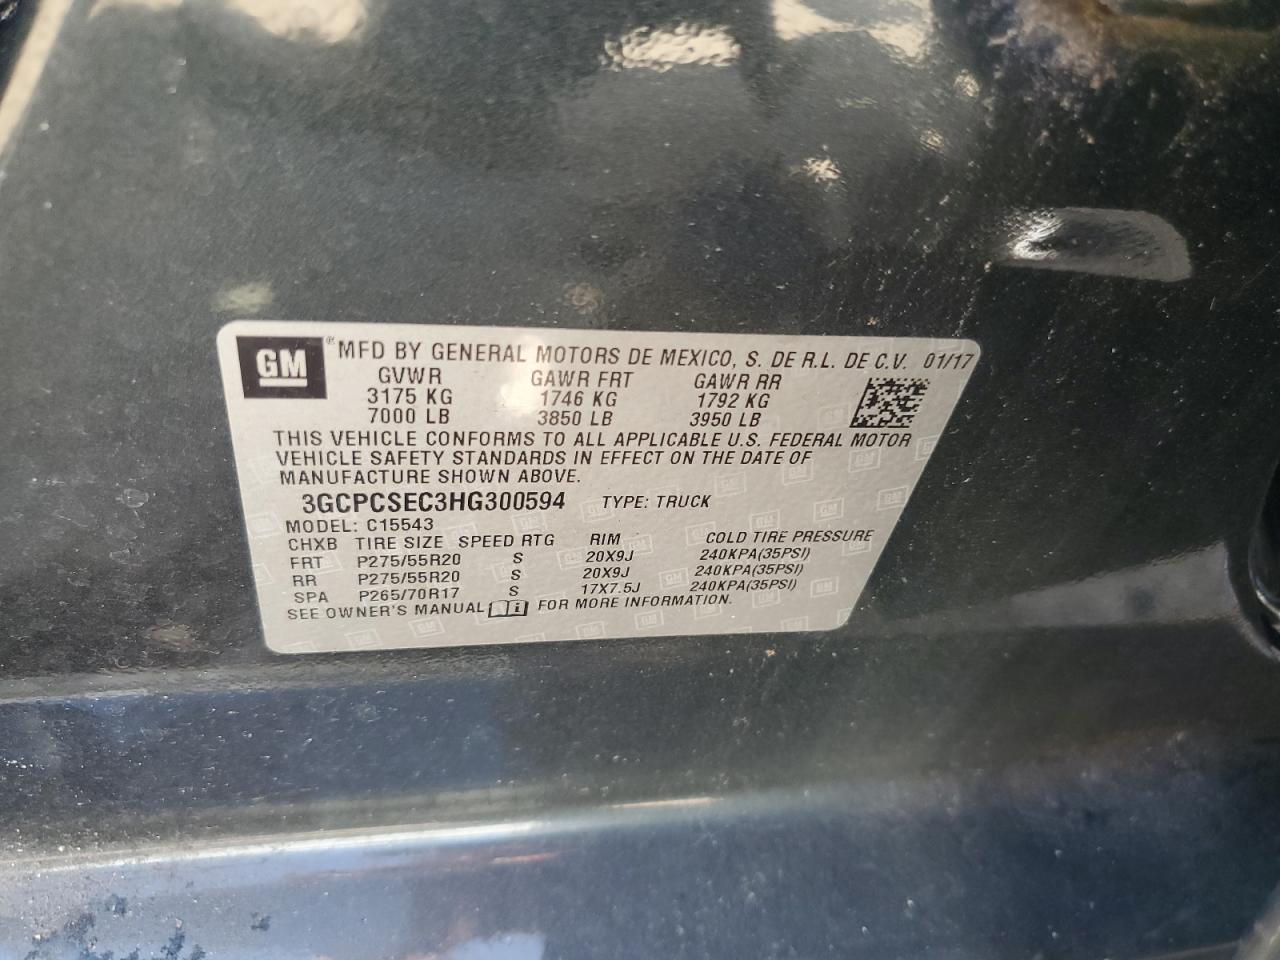 GM ® MFD BY GENERAL MOTORS DE MEXICO, S. DE R.L. DE C.V. 01/17
GVWR GAWR FRT GAWR RR
3175 KG 1746 KG 1792 KG
7000 LB 3850 LB 3950 LB
THIS VEHICLE CONFORMS TO ALL APPLICABLE U.S. FEDERAL MOTOR
VEHICLE SAFETY STANDARDS IN EFFECT ON THE DATE OF
MANUFACTURE SHOWN ABOVE.
3GCPCSEC3HG300594 TYPE: TRUCK
MODEL: C15543
CHXB TIRE SIZE SPEED RTG RIM COLD TIRE PRESSURE
FRT P275/55R20 S 20X9J 240KPA(35PSI)
RR P275/55R20 S 20X9J 240KPA(35PSI)
SPA P265/70R17 S 17X7.5J 240KPA(35PSI)
SEE OWNER'S MANUAL i FOR MORE INFORMATION.